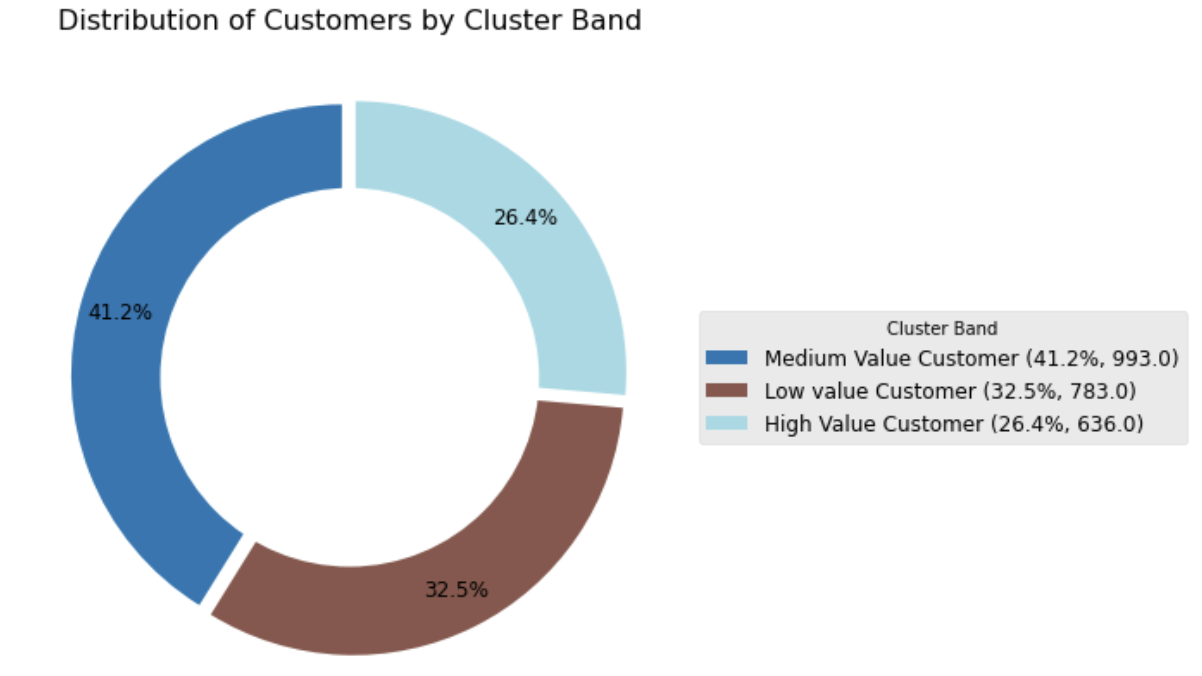 Distribution of Customers by Cluster Band
26.4%
41.2%
32.5%
Cluster Band
Medium Value Customer (41.2%, 993.0)
Low value Customer (32.5%, 783.0)
High Value Customer (26.4%, 636.0)